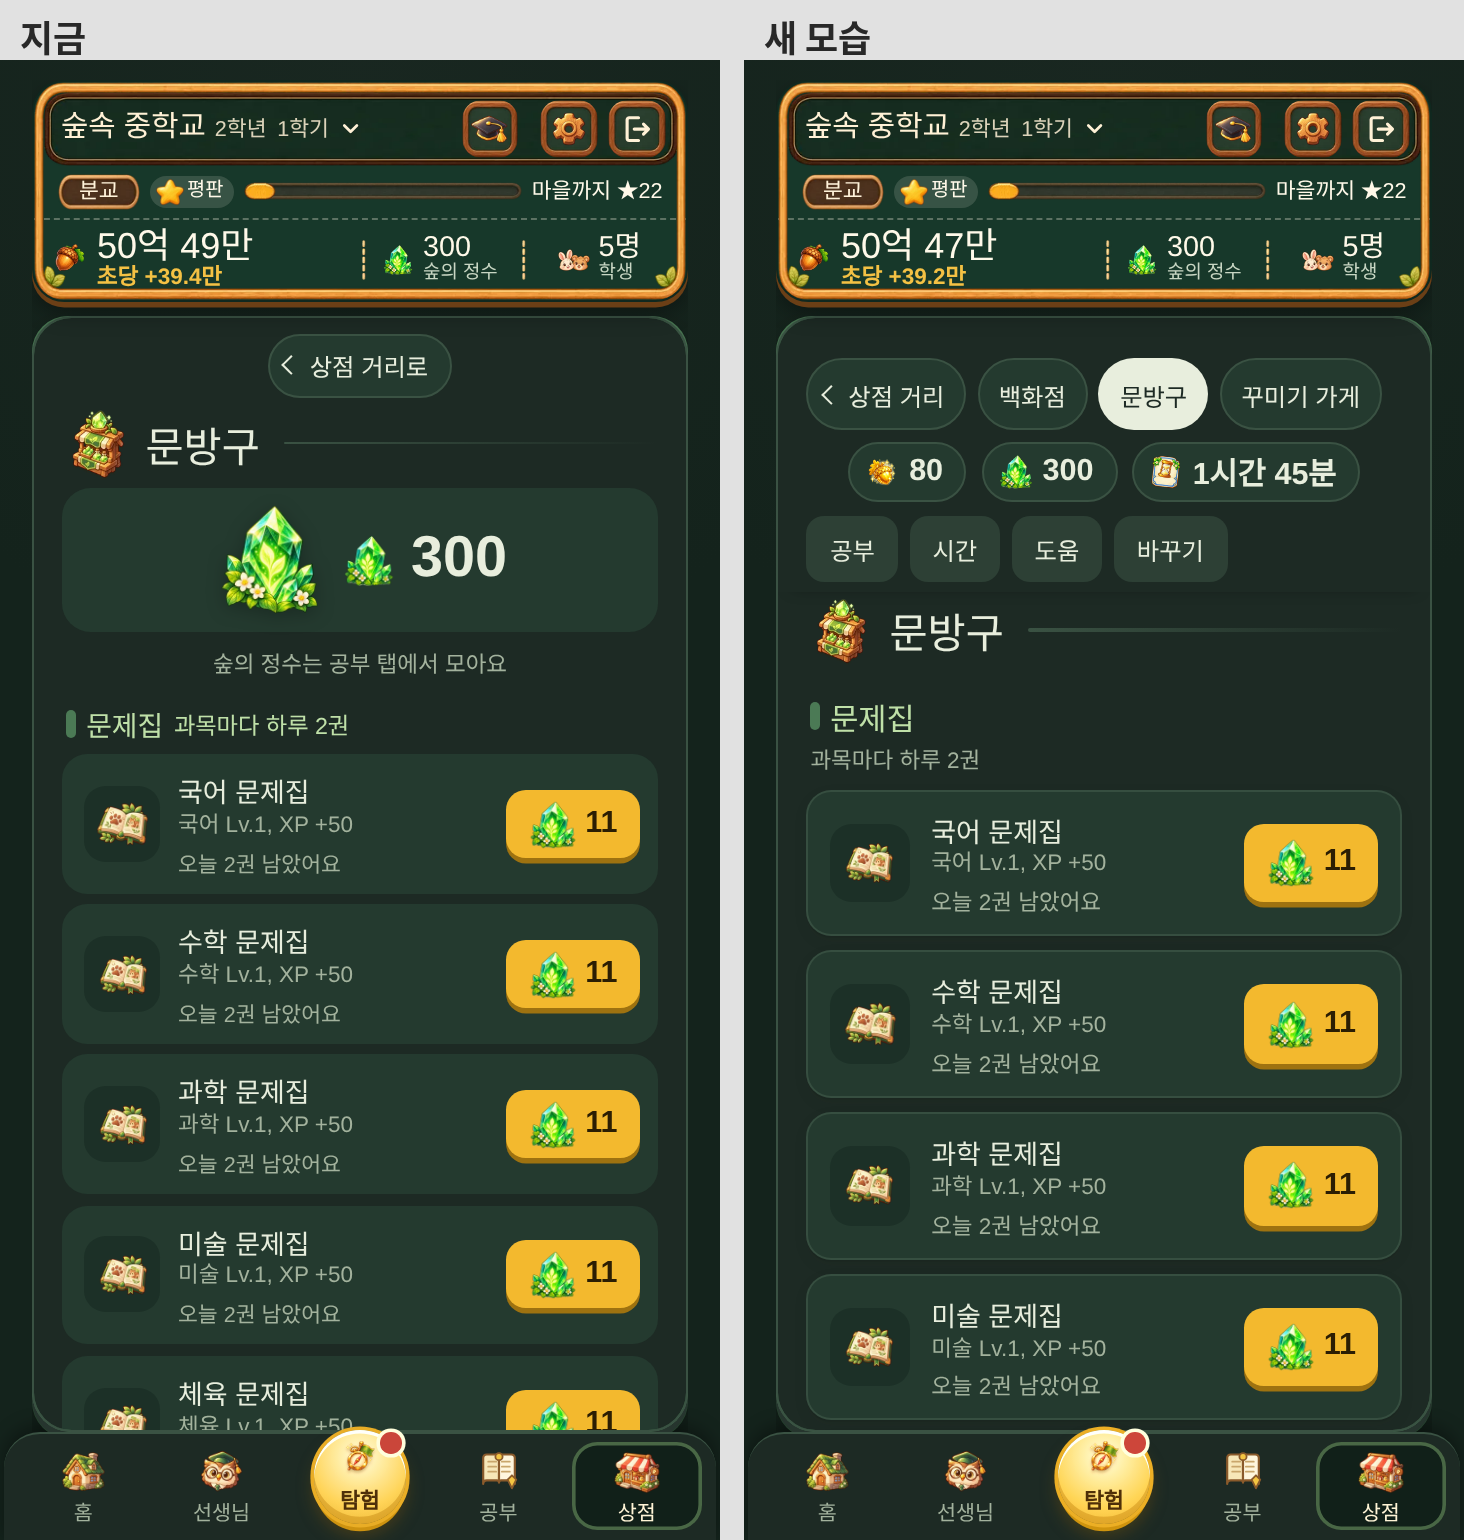 지금
숲속 중학교 2학년 1학기
분교 평판 마을까지 ★22
50억 49만
초당 +39.4만
300
숲의 정수
5명
학생
상점 거리로
문방구
300
숲의 정수는 공부 탭에서 모아요
문제집 과목마다 하루 2권
국어 문제집
국어 Lv.1, XP +50
오늘 2권 남았어요
11
수학 문제집
수학 Lv.1, XP +50
오늘 2권 남았어요
11
과학 문제집
과학 Lv.1, XP +50
오늘 2권 남았어요
11
미술 문제집
미술 Lv.1, XP +50
오늘 2권 남았어요
11
체육 문제집
체육 Lv.1, XP +50
11
홈 선생님 탐험 공부 상점
새 모습
숲속 중학교 2학년 1학기
분교 평판 마을까지 ★22
50억 47만
초당 +39.2만
300
숲의 정수
5명
학생
상점 거리 백화점 문방구 꾸미기 가게
80 300 1시간 45분
공부 시간 도움 바꾸기
문방구
문제집
과목마다 하루 2권
국어 문제집
국어 Lv.1, XP +50
오늘 2권 남았어요
11
수학 문제집
수학 Lv.1, XP +50
오늘 2권 남았어요
11
과학 문제집
과학 Lv.1, XP +50
오늘 2권 남았어요
11
미술 문제집
미술 Lv.1, XP +50
오늘 2권 남았어요
11
홈 선생님 탐험 공부 상점